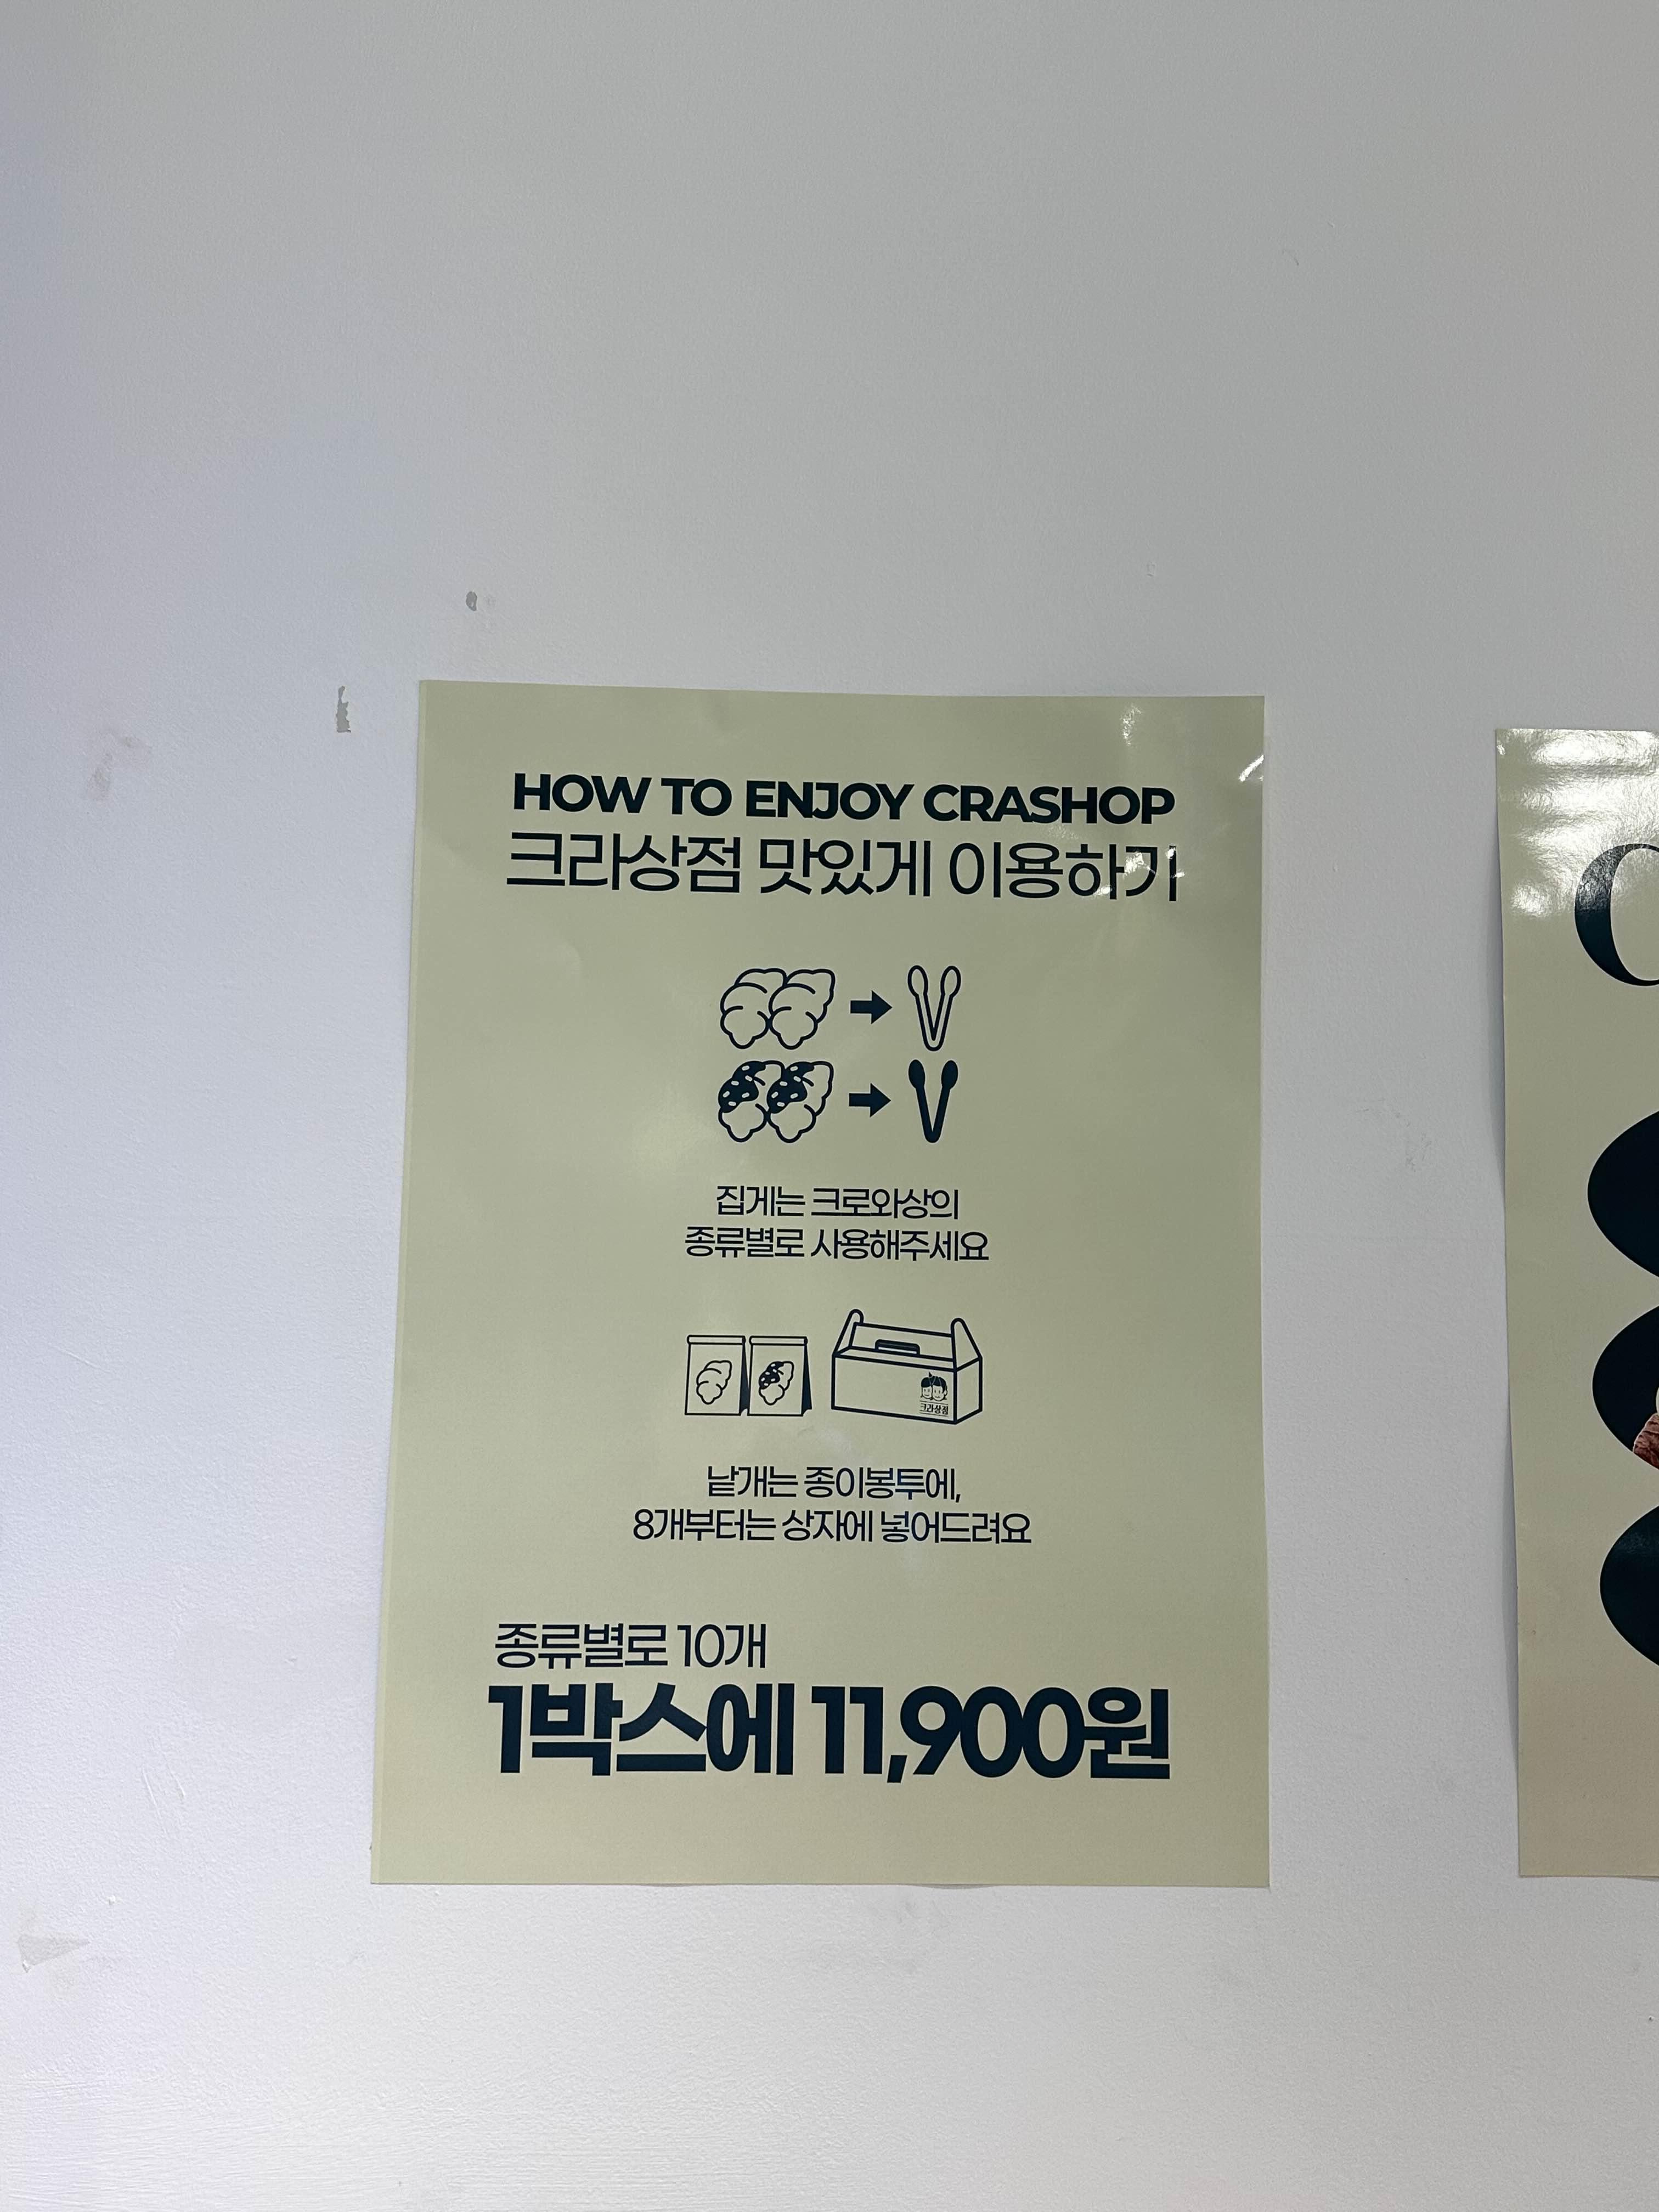 HOW TO ENJOY CRASHOP
크라상점 맛있게 이용하기
집게는 크로와상의
종류별로 사용해주세요
크라상점
낱개는 종이봉투에,
8개부터는 상자에 넣어드려요
종류별로 10개
1박스에 11,900원